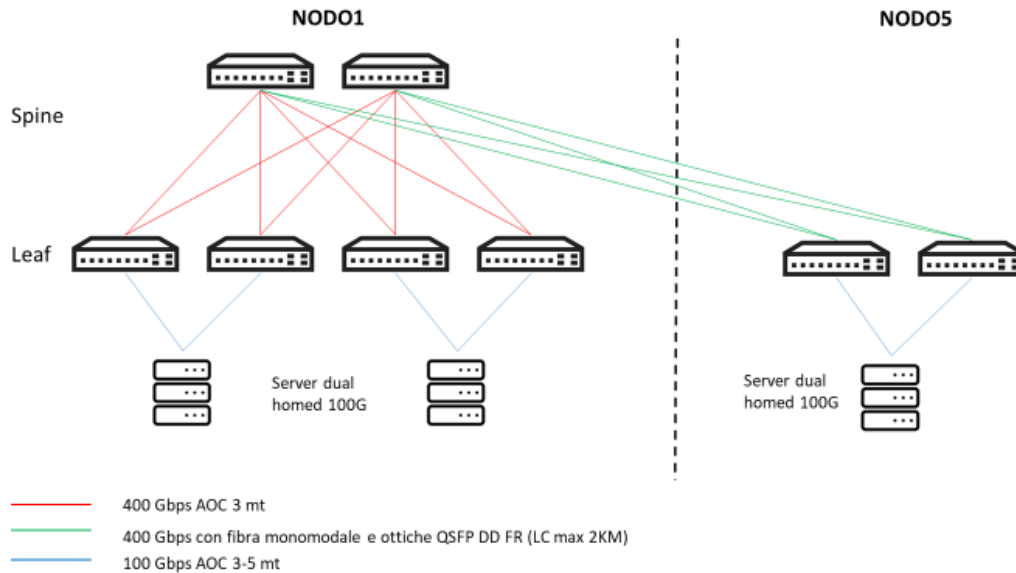 NODO1
NODO5
Spine
Leaf
Server dual
homed 100G
Server dual
homed 100G
400 Gbps AOC 3 mt
400 Gbps con fibra monomodale e ottiche QSFP DD FR (LC max 2KM)
100 Gbps AOC 3-5 mt